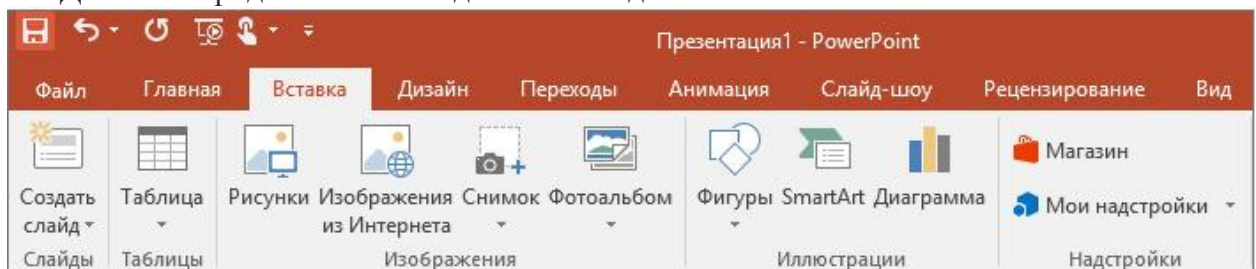 Презентация1 - PowerPoint
Файл Главная Вставка Дизайн Переходы Анимация Слайд-шоу Рецензирование Вид
Создать слайд
Таблица
Рисунки
Изображения из Интернета
Снимок
Фотоальбом
Фигуры
SmartArt
Диаграмма
Магазин
Мои надстройки
Слайды Таблицы Изображения Иллюстрации Надстройки